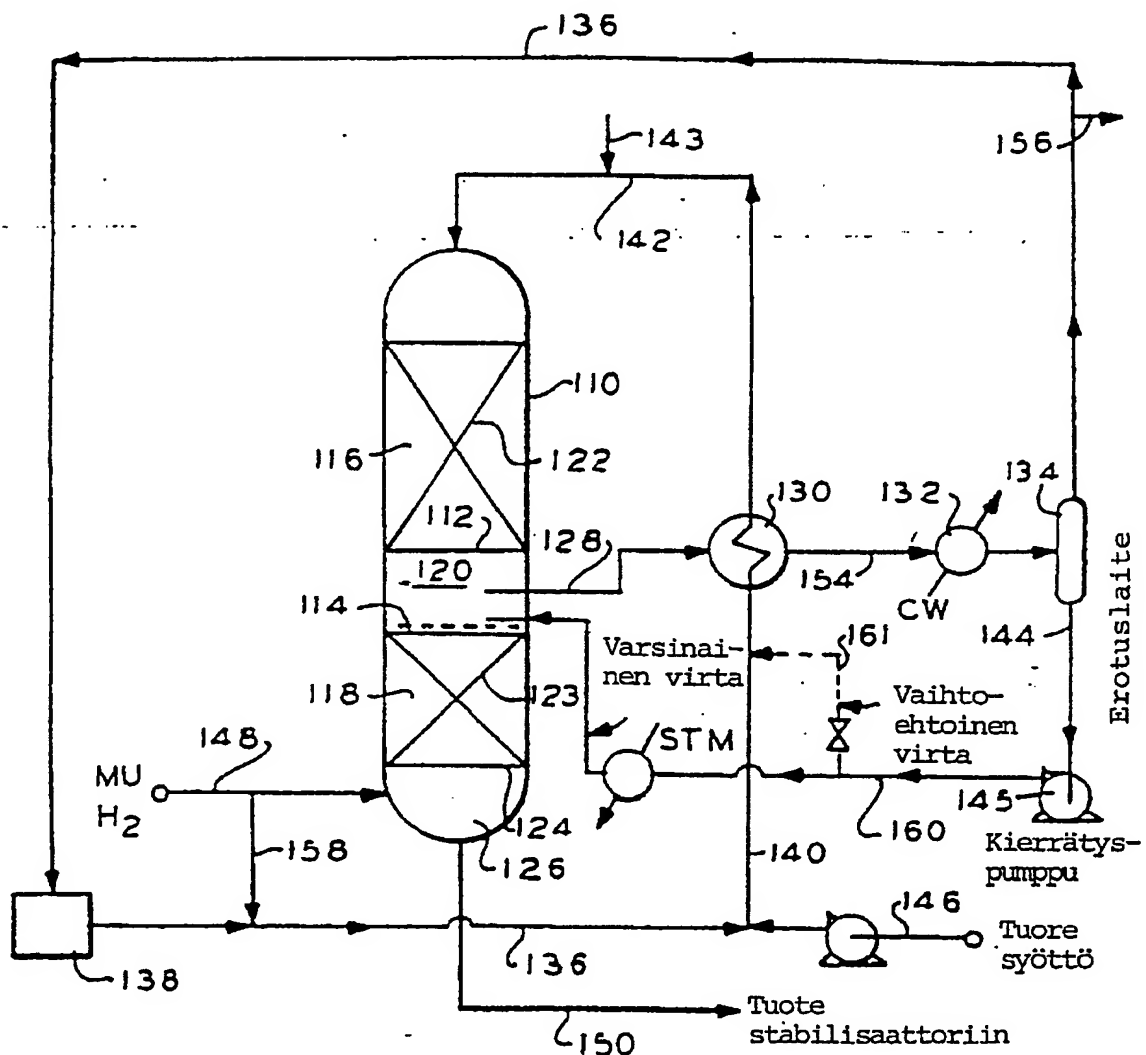 136
143
142
156
110
116
122
112
128
130
132
134
120
154
CW
144
Erotuslaite
114
Varsinai-
nen virta
161
118
123
Vaihto-
ehtoinen
virta
148
STM
MU
H2
124
145
160
158
126
140
Kierrätys-
pumppu
146
Tuore
syöttö
138
136
150
Tuote
stabilisaattoriin